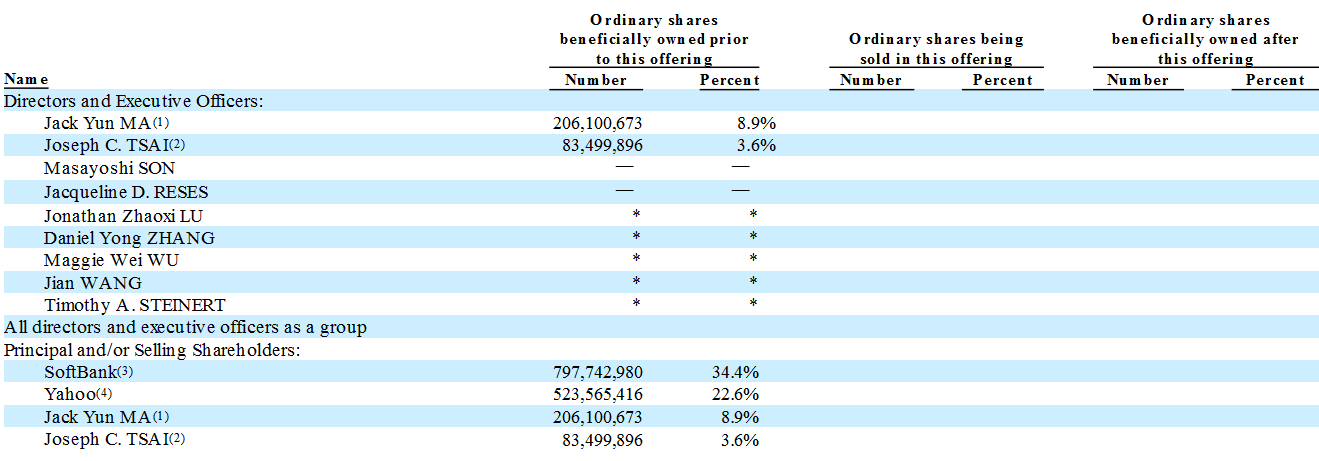 Ordinary shares beneficially owned prior to this offering Ordinary shares being sold in this offering Ordinary shares beneficially owned after this offering
Name Number Percent Number Percent Number Percent
Directors and Executive Officers:
Jack Yun MA(1) 206,100,673 8.9%
Joseph C. TSAI(2) 83,499,896 3.6%
Masayoshi SON — —
Jacqueline D. RESES — —
Jonathan Zhaoxi LU * *
Daniel Yong ZHANG * *
Maggie Wei WU * *
Jian WANG * *
Timothy A. STEINERT * *
All directors and executive officers as a group
Principal and/or Selling Shareholders:
SoftBank(3) 797,742,980 34.4%
Yahoo(4) 523,565,416 22.6%
Jack Yun MA(1) 206,100,673 8.9%
Joseph C. TSAI(2) 83,499,896 3.6%